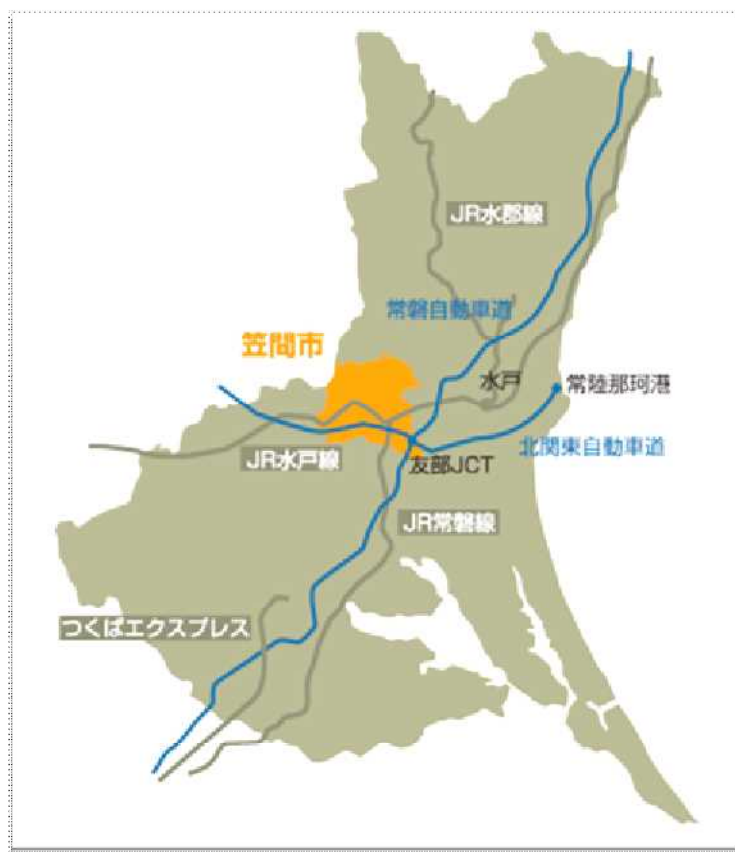 JR水郡線
常磐自動車道
笠間市
水戸
常陸那珂港
北関東自動車道
JR水戸線
友部JCT
JR常磐線
つくばエクスプレス